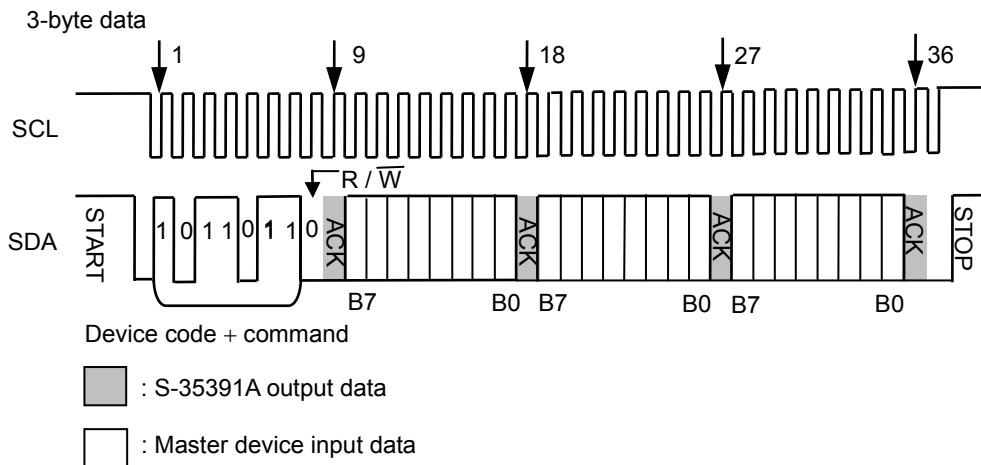 3-byte data
1 9 18 27 36
SCL
R / W
SDA
START 1 0 1 1 0 1 1 0 ACK ACK ACK ACK STOP
B7 B0 B7 B0 B7 B0
Device code + command
: S-35391A output data
: Master device input data